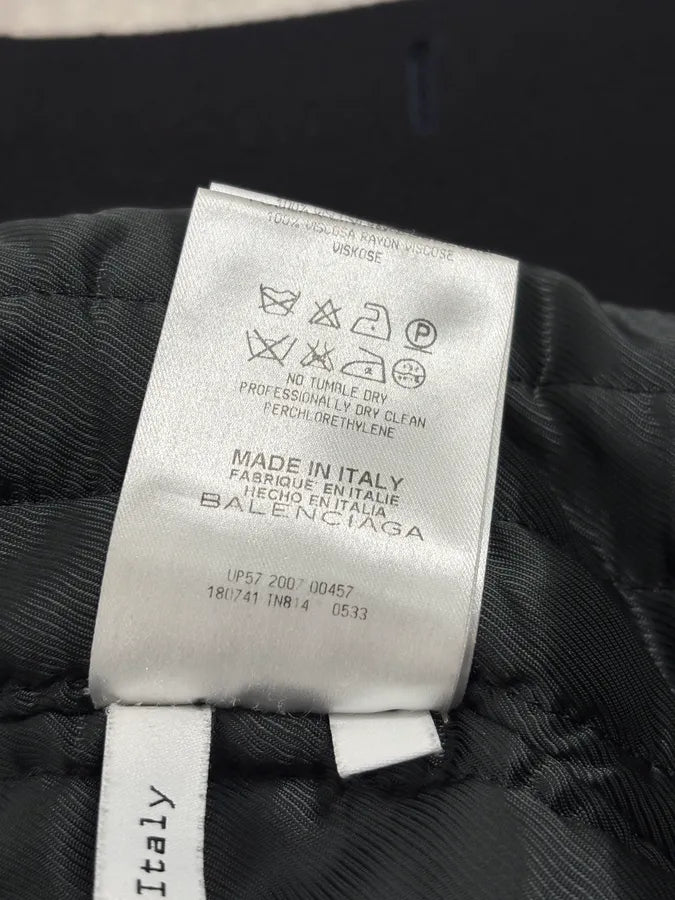 100% VISCOSA RAYON VISCOSE
VISKOSE
P
NO TUMBLE DRY
PROFESSIONALLY DRY CLEAN
PERCHLORETHYLENE
MADE IN ITALY
FABRIQUE EN ITALIE
HECHO EN ITALIA
BALENCIAGA
UP57 2007 00457
180741 TN814 0533
Italy